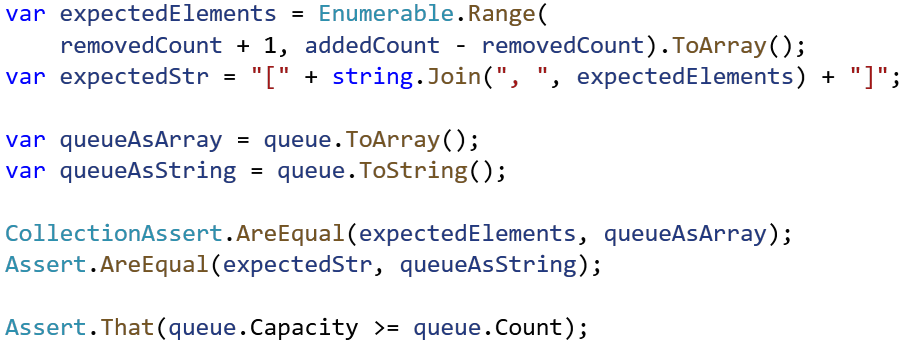 var expectedElements = Enumerable.Range(
    removedCount + 1, addedCount - removedCount).ToArray();
var expectedStr = "[" + string.Join(", ", expectedElements) + "]";

var queueAsArray = queue.ToArray();
var queueAsString = queue.ToString();

CollectionAssert.AreEqual(expectedElements, queueAsArray);
Assert.AreEqual(expectedStr, queueAsString);

Assert.That(queue.Capacity >= queue.Count);